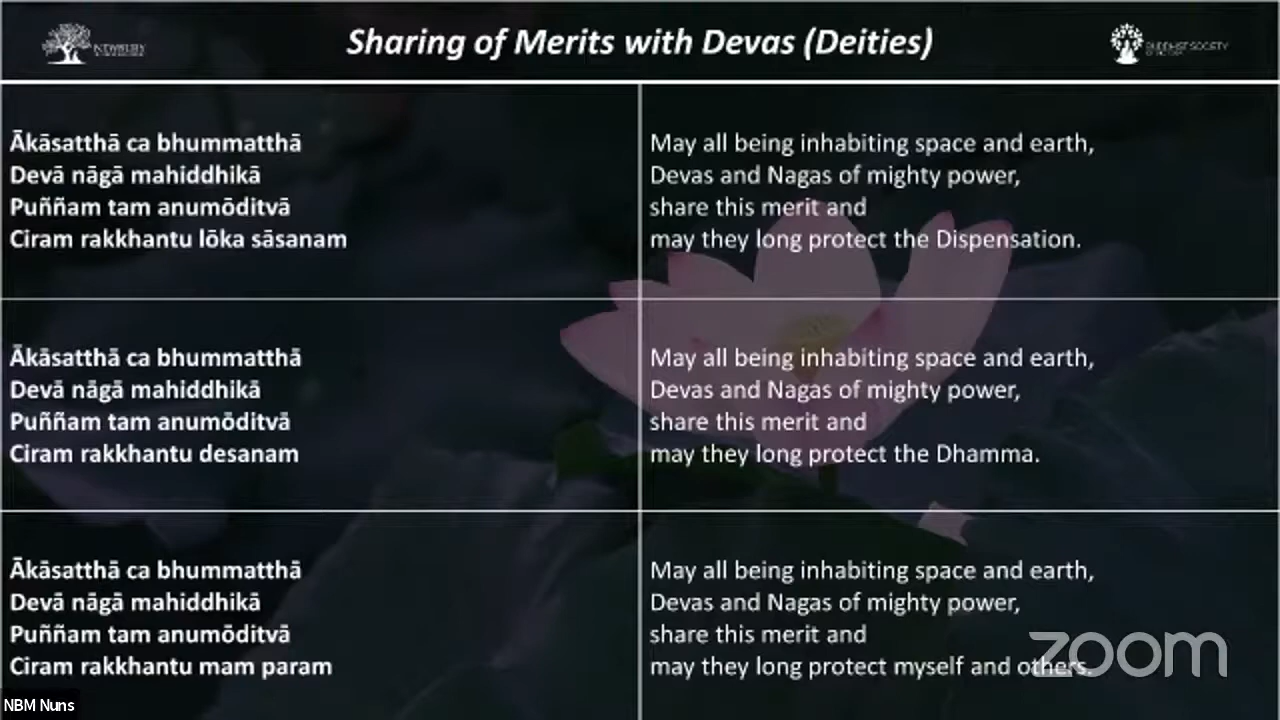 Sharing of Merits with Devas (Deities)
NEWBURY
BUDDHIST SOCIETY
Ākāsatthā ca bhummatthā
Devā nāgā mahiddhikā
Puññam tam anumōditvā
Ciram rakkhantu lōka sāsanam
May all being inhabiting space and earth,
Devas and Nagas of mighty power,
share this merit and
may they long protect the Dispensation.
Ākāsatthā ca bhummatthā
Devā nāgā mahiddhikā
Puññam tam anumōditvā
Ciram rakkhantu desanam
May all being inhabiting space and earth,
Devas and Nagas of mighty power,
share this merit and
may they long protect the Dhamma.
Ākāsatthā ca bhummatthā
Devā nāgā mahiddhikā
Puññam tam anumōditvā
Ciram rakkhantu mam param
May all being inhabiting space and earth,
Devas and Nagas of mighty power,
share this merit and
may they long protect myself and others.
zoom
NBM Nuns